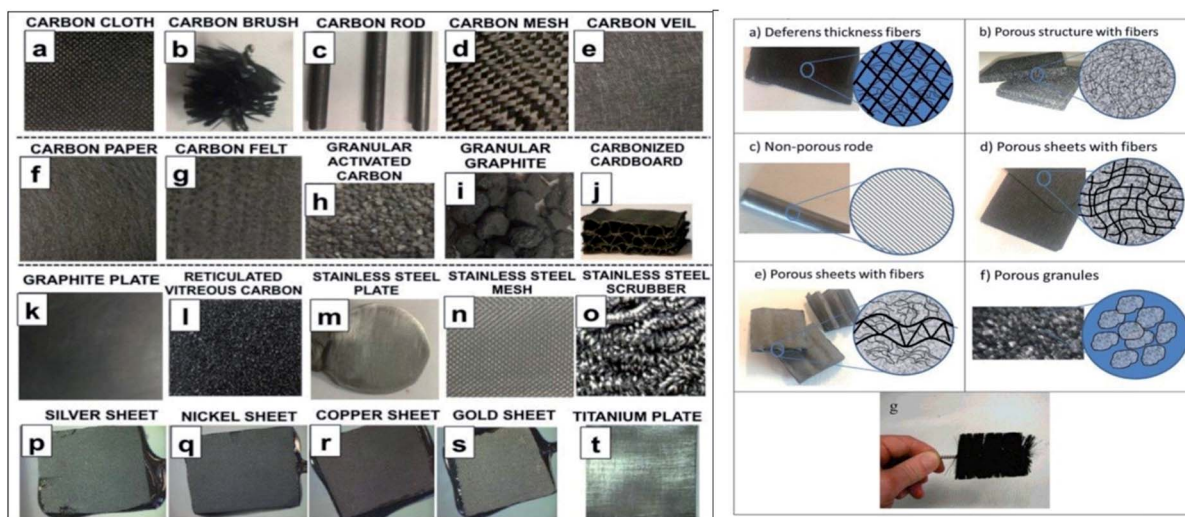 CARBON CLOTH
CARBON BRUSH
CARBON ROD
CARBON MESH
CARBON VEIL
a
b
c
d
e
CARBON PAPER
CARBON FELT
GRANULAR
ACTIVATED
CARBON
GRANULAR
GRAPHITE
CARBONIZED
CARDBOARD
f
g
h
i
j
GRAPHITE PLATE
RETICULATED
VITREOUS CARBON
STAINLESS STEEL
PLATE
STAINLESS STEEL
MESH
STAINLESS STEEL
SCRUBBER
k
l
m
n
o
SILVER SHEET
NICKEL SHEET
COPPER SHEET
GOLD SHEET
TITANIUM PLATE
p
q
r
s
t
a) Deferens thickness fibers
b) Porous structure with fibers
c) Non-porous rode
d) Porous sheets with fibers
e) Porous sheets with fibers
f) Porous granules
g